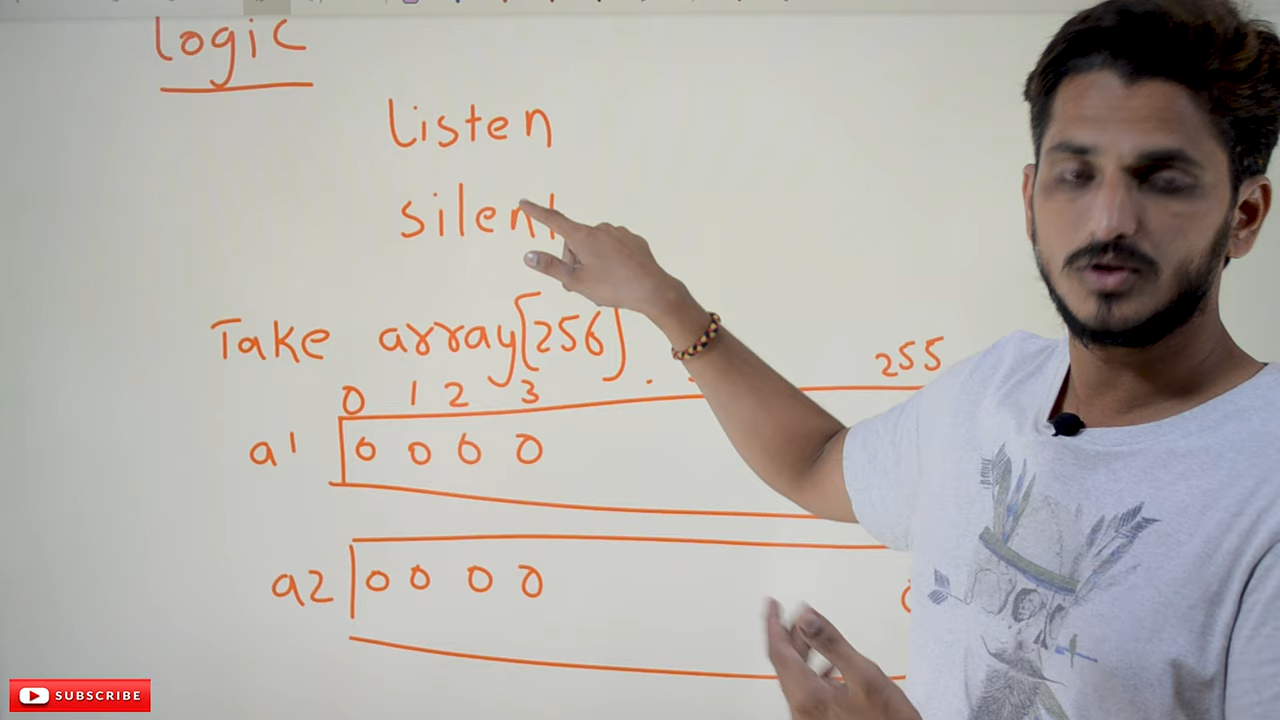 Logic
Listen
silent
Take array[256]
0 1 2 3 . . 255
a1 0 0 0 0
a2 0 0 0 0 0
SUBSCRIBE